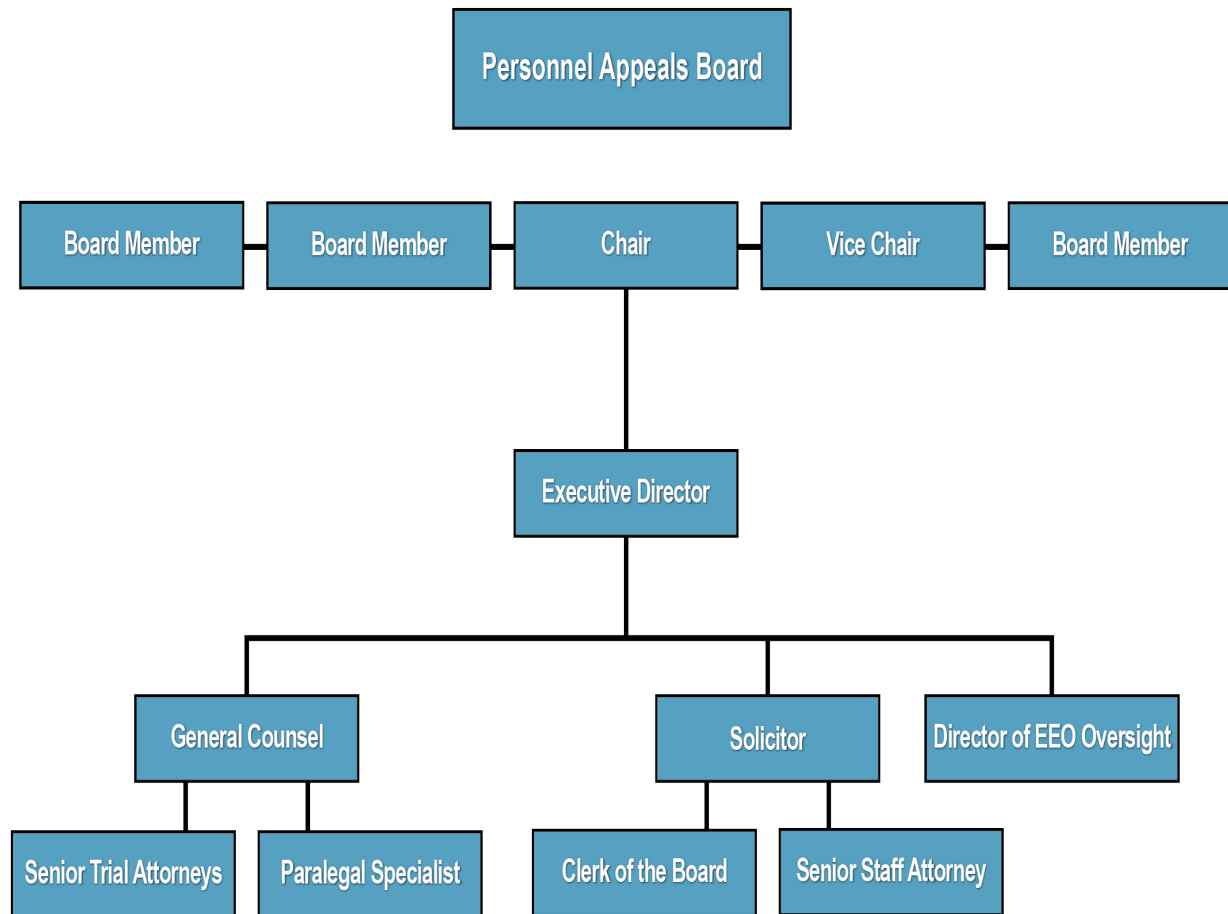 Personnel Appeals Board
Board Member
Board Member
Chair
Vice Chair
Board Member
Executive Director
General Counsel
Solicitor
Director of EEO Oversight
Senior Trial Attorneys
Paralegal Specialist
Clerk of the Board
Senior Staff Attorney